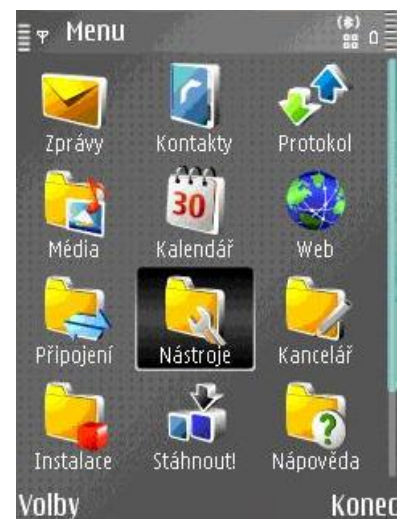 Menu
Zprávy Kontakty Protokol
30
Média Kalendář Web
Připojení Nástroje Kancelář
Instalace Stáhnout! Nápověda
Volby Konec